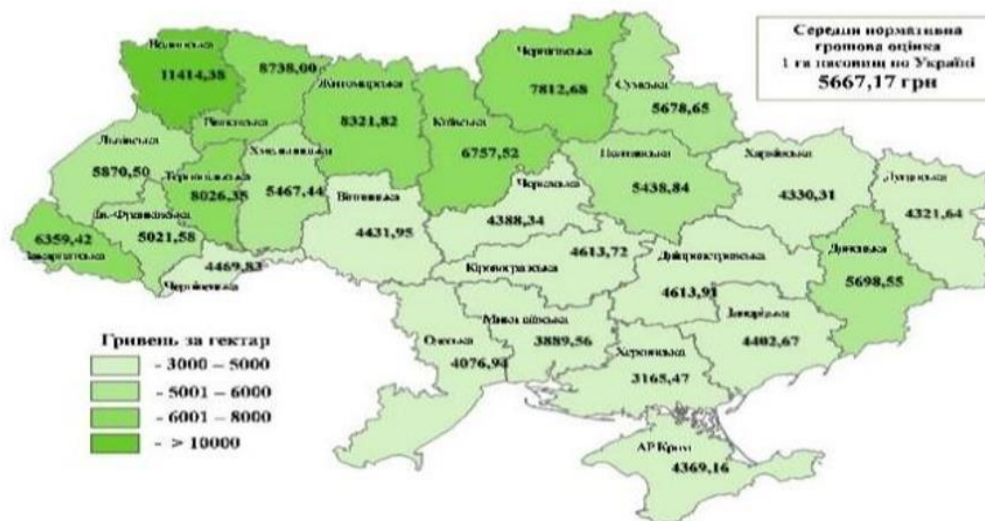 Середня нормативна
грошова оцінка
1 га пасовищ по Україні
5667,17 грн
Волинська
11414,38
8738,00
Рівненська
Житомирська
8321,82
Київська
6757,52
Чернігівська
7812,68
Сумська
5678,65
Львівська
5870,50
Тернопільська
8026,35
Хмельницька
5467,44
Вінницька
4431,95
Черкаська
4388,34
Полтавська
5438,84
Харківська
4330,31
Луганська
4321,64
Ів.-Франківська
5021,58
6359,42
Закарпатська
4469,83
Чернівецька
4613,72
Кіровоградська
Дніпропетровська
4613,91
Донецька
5698,55
Запорізька
4402,67
Миколаївська
3889,56
Одеська
4076,94
Херсонська
3165,47
АР Крим
4369,16
Гривень за гектар
- 3000 – 5000
- 5001 – 6000
- 6001 – 8000
- > 10000